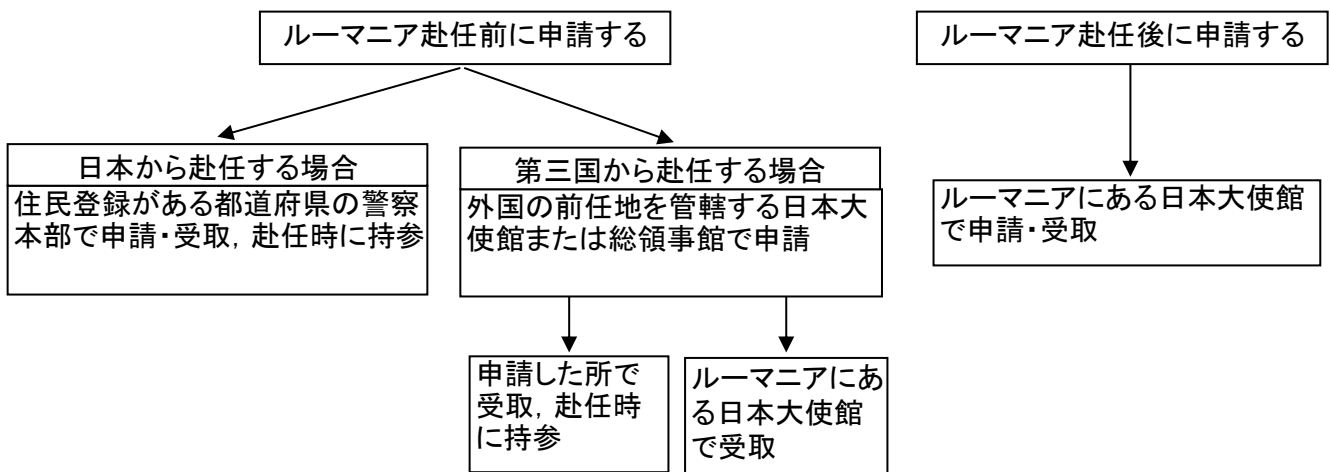 ルーマニア赴任前に申請する
ルーマニア赴任後に申請する
日本から赴任する場合
住民登録がある都道府県の警察
本部で申請・受取，赴任時に持参
第三国から赴任する場合
外国の前任地を管轄する日本大
使館または総領事館で申請
ルーマニアにある日本大使館
で申請・受取
申請した所で
受取，赴任時
に持参
ルーマニアにあ
る日本大使館
で受取